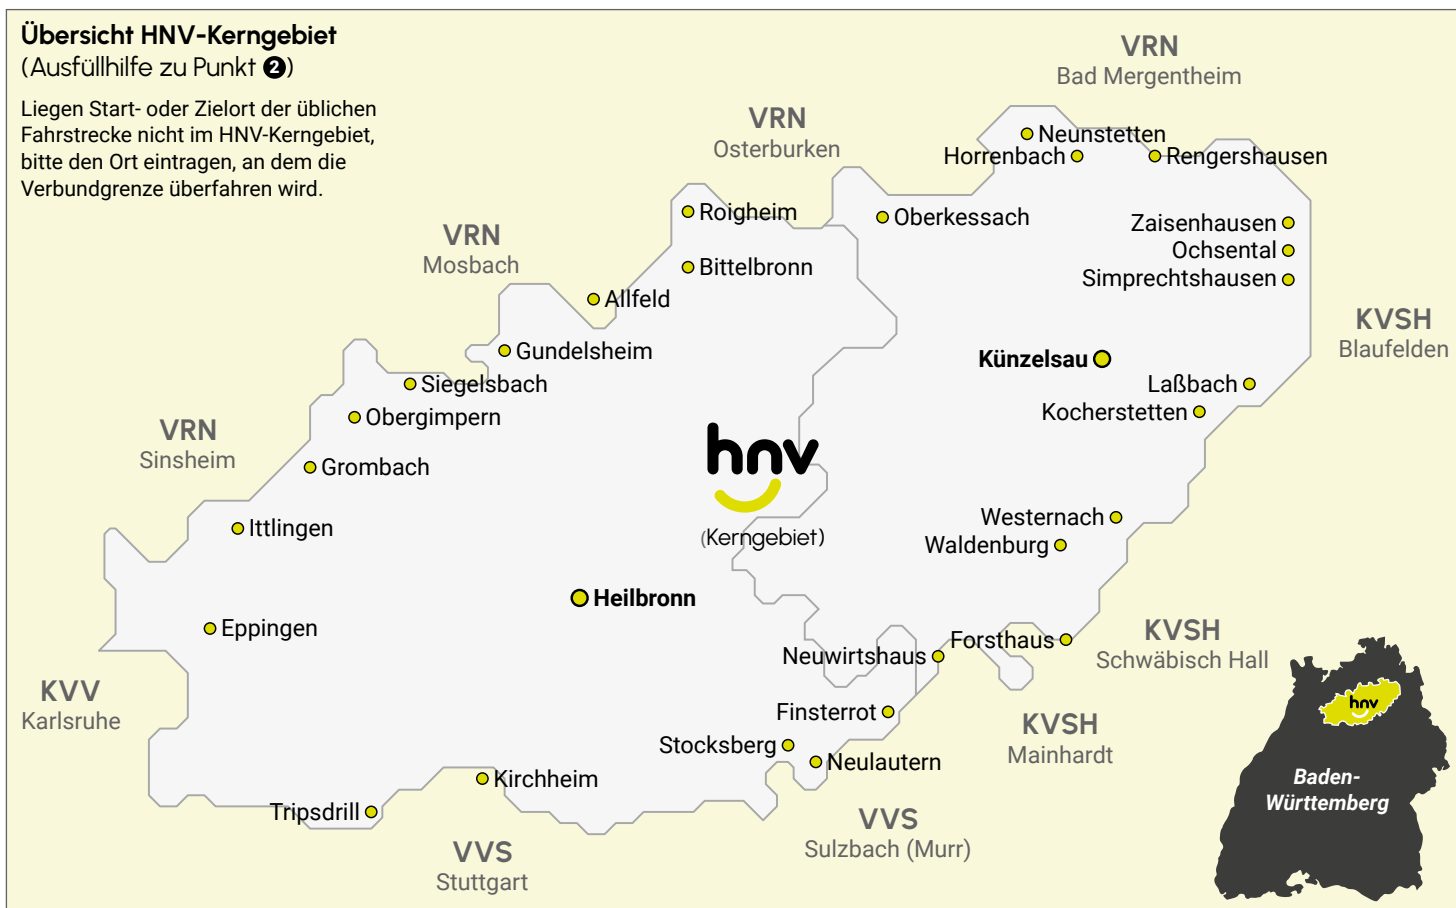 Übersicht HNV-Kerngebiet
(Ausfüllhilfe zu Punkt ❷)
Liegen Start- oder Zielort der üblichen
Fahrstrecke nicht im HNV-Kerngebiet,
bitte den Ort eintragen, an dem die
Verbundgrenze überfahren wird.
VRN
Bad Mergentheim
VRN
Osterburken
Neunstetten
Horrenbach
Rengershausen
Roigheim
Oberkessach
Zaisenhausen
Ochsental
Simprechtshausen
VRN
Mosbach
Bittelbronn
Allfeld
KVSH
Blaufelden
Gundelsheim
Künzelsau
Siegelsbach
Laßbach
Obergimpern
Kocherstetten
VRN
Sinsheim
Grombach
hnv
(Kerngebiet)
Ittlingen
Westernach
Waldenburg
Heilbronn
Eppingen
Forsthaus
Neuwirtshaus
KVSH
Schwäbisch Hall
KVV
Karlsruhe
Finsterrot
KVSH
Mainhardt
Stocksberg
Neulautern
Kirchheim
Tripsdrill
VVS
Sulzbach (Murr)
VVS
Stuttgart
hnv
Baden-
Württemberg